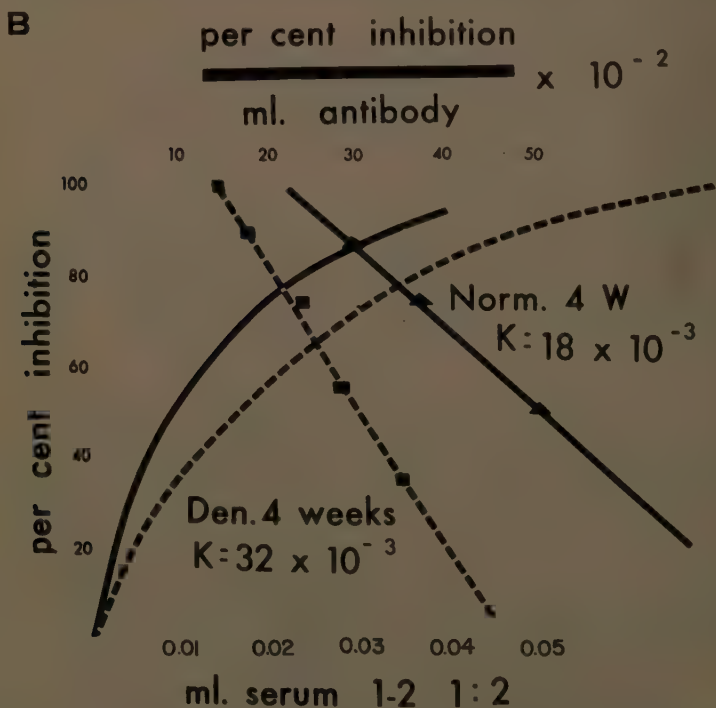 B
per cent inhibition
ml. antibody
x 10-2
10 20 30 40 50
100
80
60
40
20
per cent inhibition
Norm. 4 W
K=18 x 10-3
Den. 4 weeks
K=32 x 10-3
0.01 0.02 0.03 0.04 0.05
ml. serum 1-2 1:2